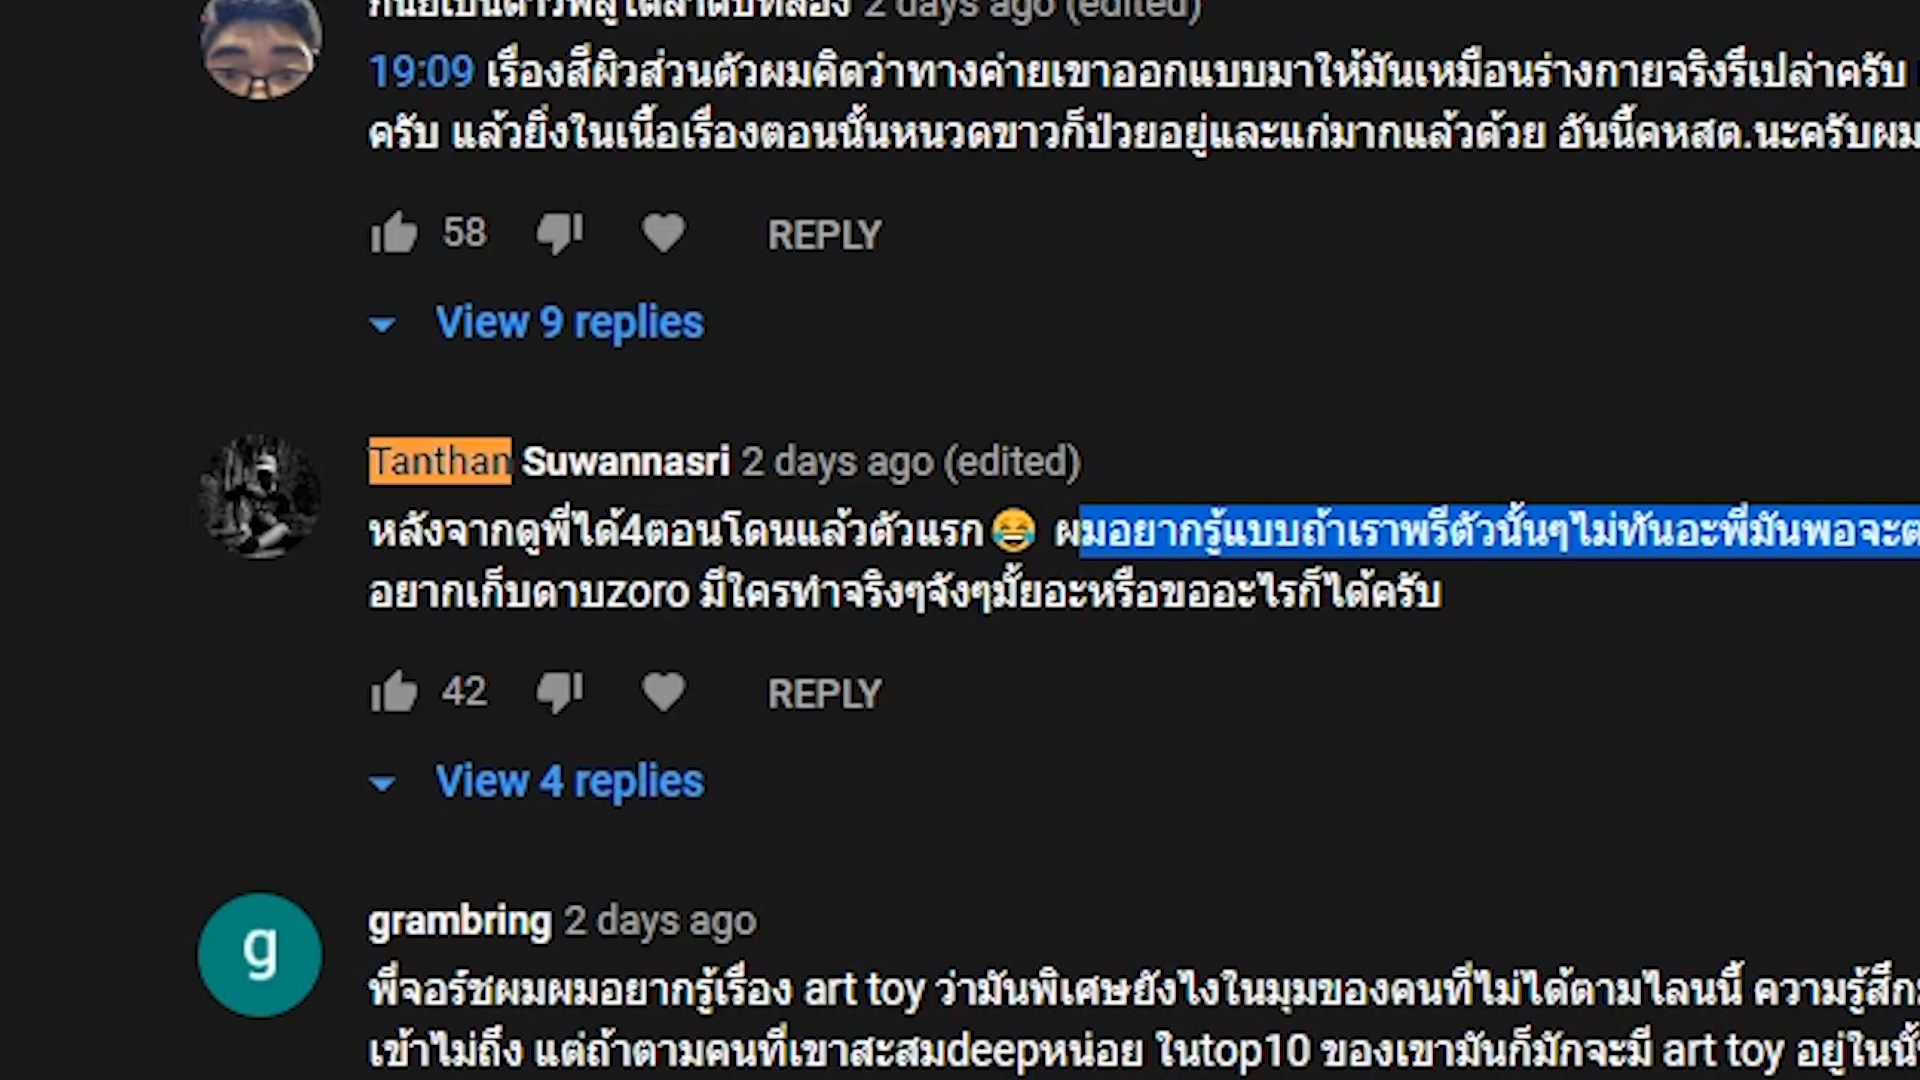 2 days ago (edited)
19:09 เรื่องสีผิวส่วนตัวผมคิดว่าทางค่ายเขาออกแบบมาให้มันเหมือนร่างกายจริงรึเปล่าครับ
ครับ แล้วยิ่งในเนื้อเรื่องตอนนั้นหนวดขาวก็ป่วยอยู่และแก่มากแล้วด้วย อันนี้คหสต.นะครับผม
58 REPLY
View 9 replies
Tanthan Suwannasri 2 days ago (edited)
หลังจากดูพี่ได้4ตอนโดนแล้วตัวแรก😂 ผมอยากรู้แบบถ้าเราพรีตัวนั้นๆไม่ทันอะพี่มันพอจะต
อยากเก็บดาบzoro มีใครทำจริงๆจังๆมั้ยอะหรือขออะไรก็ได้ครับ
42 REPLY
View 4 replies
g
grambring 2 days ago
พี่จอร์ชผมผมอยากรู้เรื่อง art toy ว่ามันพิเศษยังไงในมุมของคนที่ไม่ได้ตามไลนนี้ ความรู้สึก
เข้าไม่ถึง แต่ถ้าตามคนที่เขาสะสมdeepหน่อย ในtop10 ของเขามันก็มักจะมี art toy อยู่ในนั้